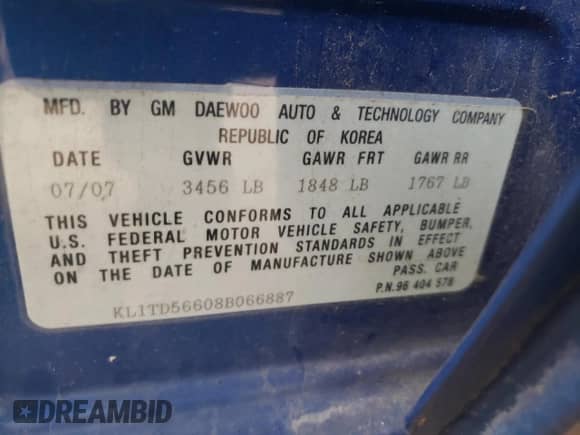 MFD. BY GM DAEWOO AUTO & TECHNOLOGY COMPANY
REPUBLIC OF KOREA
DATE GVWR GAWR FRT GAWR RR
07/07 3456 LB 1848 LB 1767 LB
THIS VEHICLE CONFORMS TO ALL APPLICABLE
U.S. FEDERAL MOTOR VEHICLE SAFETY, BUMPER,
AND THEFT PREVENTION STANDARDS IN EFFECT
ON THE DATE OF MANUFACTURE SHOWN ABOVE
PASS. CAR
KL1TD56608B066887
P.N.96 404 578
DREAMBID